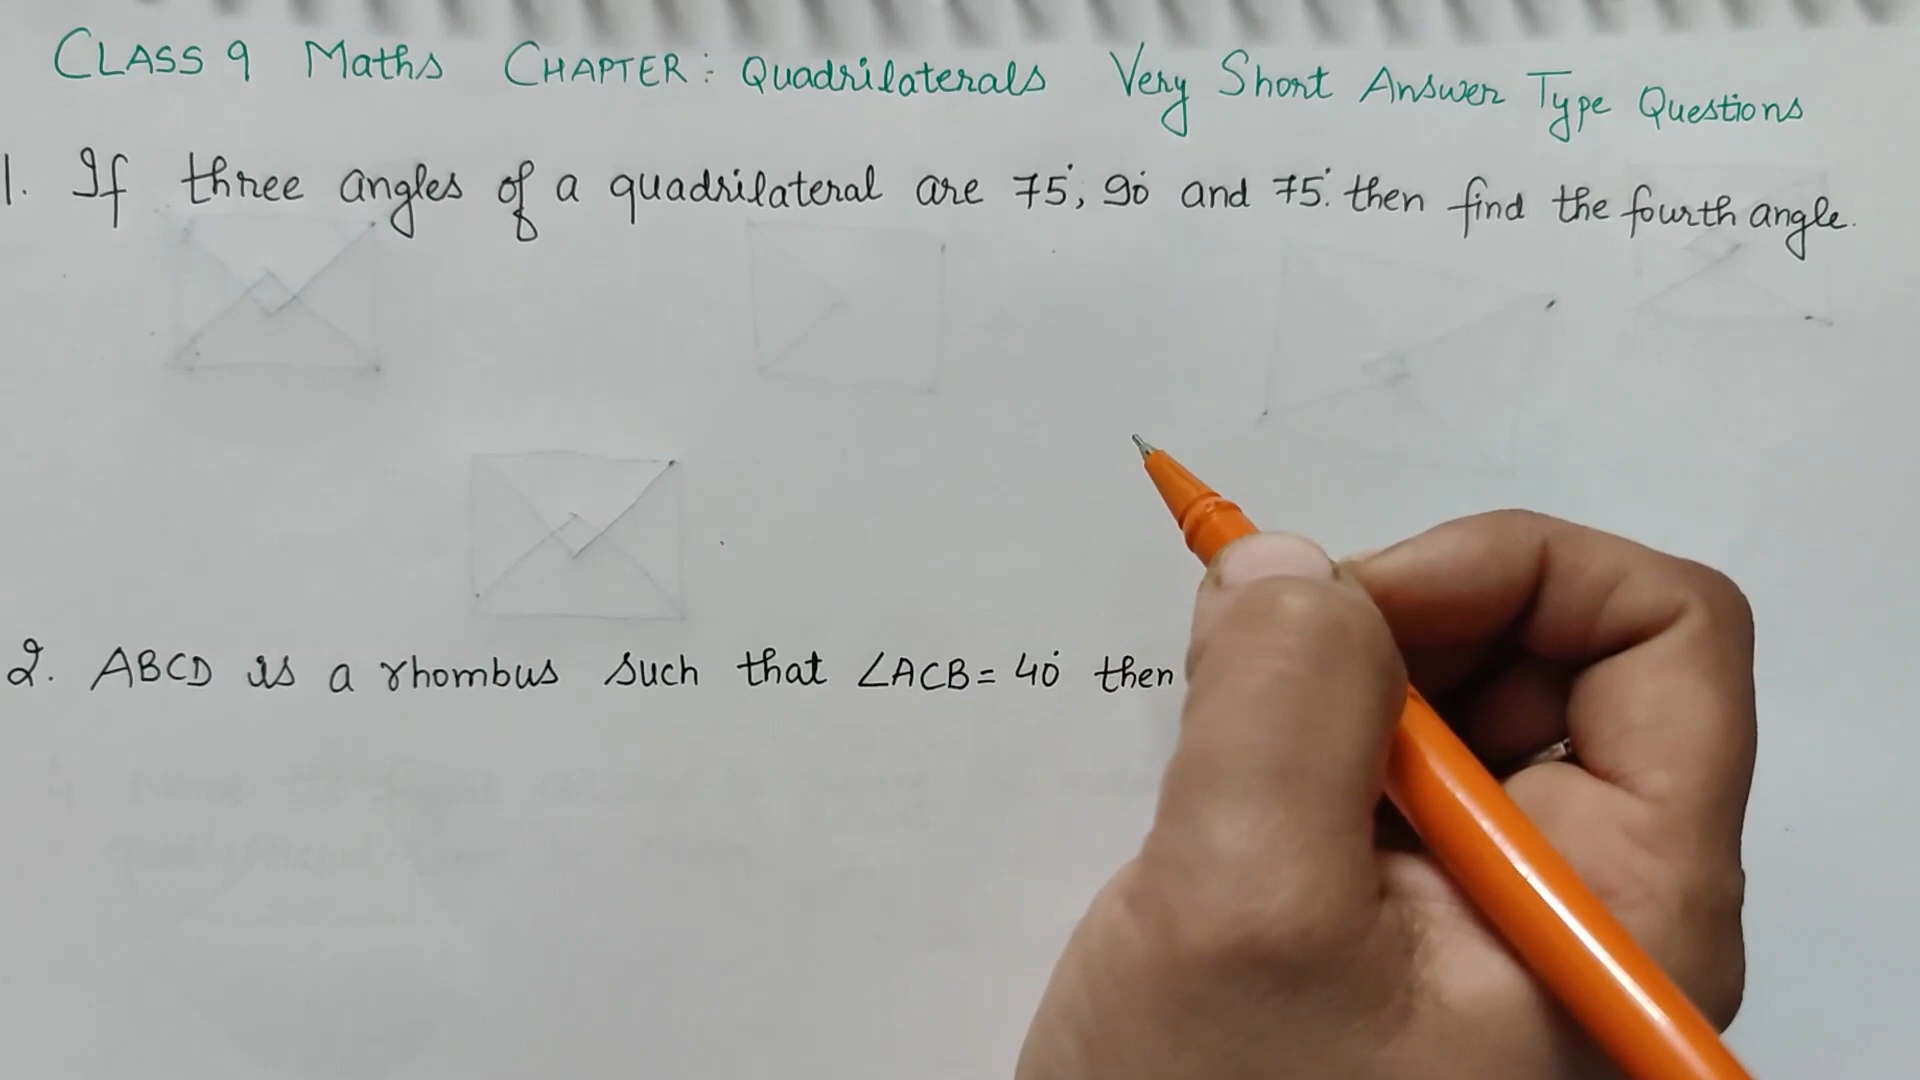 CLASS 9 Maths CHAPTER: Quadrilaterals Very Short Answer Type Questions
1. If three angles of a quadrilateral are 75°, 90° and 75°. then find the fourth angle.
2. ABCD is a rhombus such that ∠ACB = 40° then